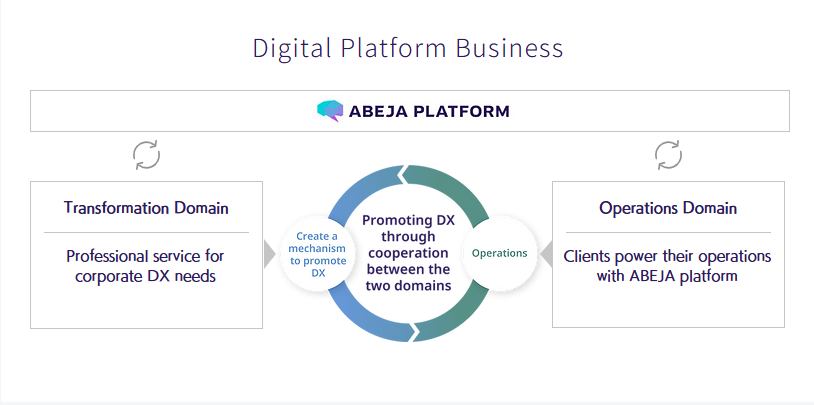 Digital Platform Business
ABEJA PLATFORM
Transformation Domain
Professional service for
corporate DX needs
Create a
mechanism
to promote
DX
Promoting DX
through
cooperation
between the
two domains
Operations
Operations Domain
Clients power their operations
with ABEJA platform